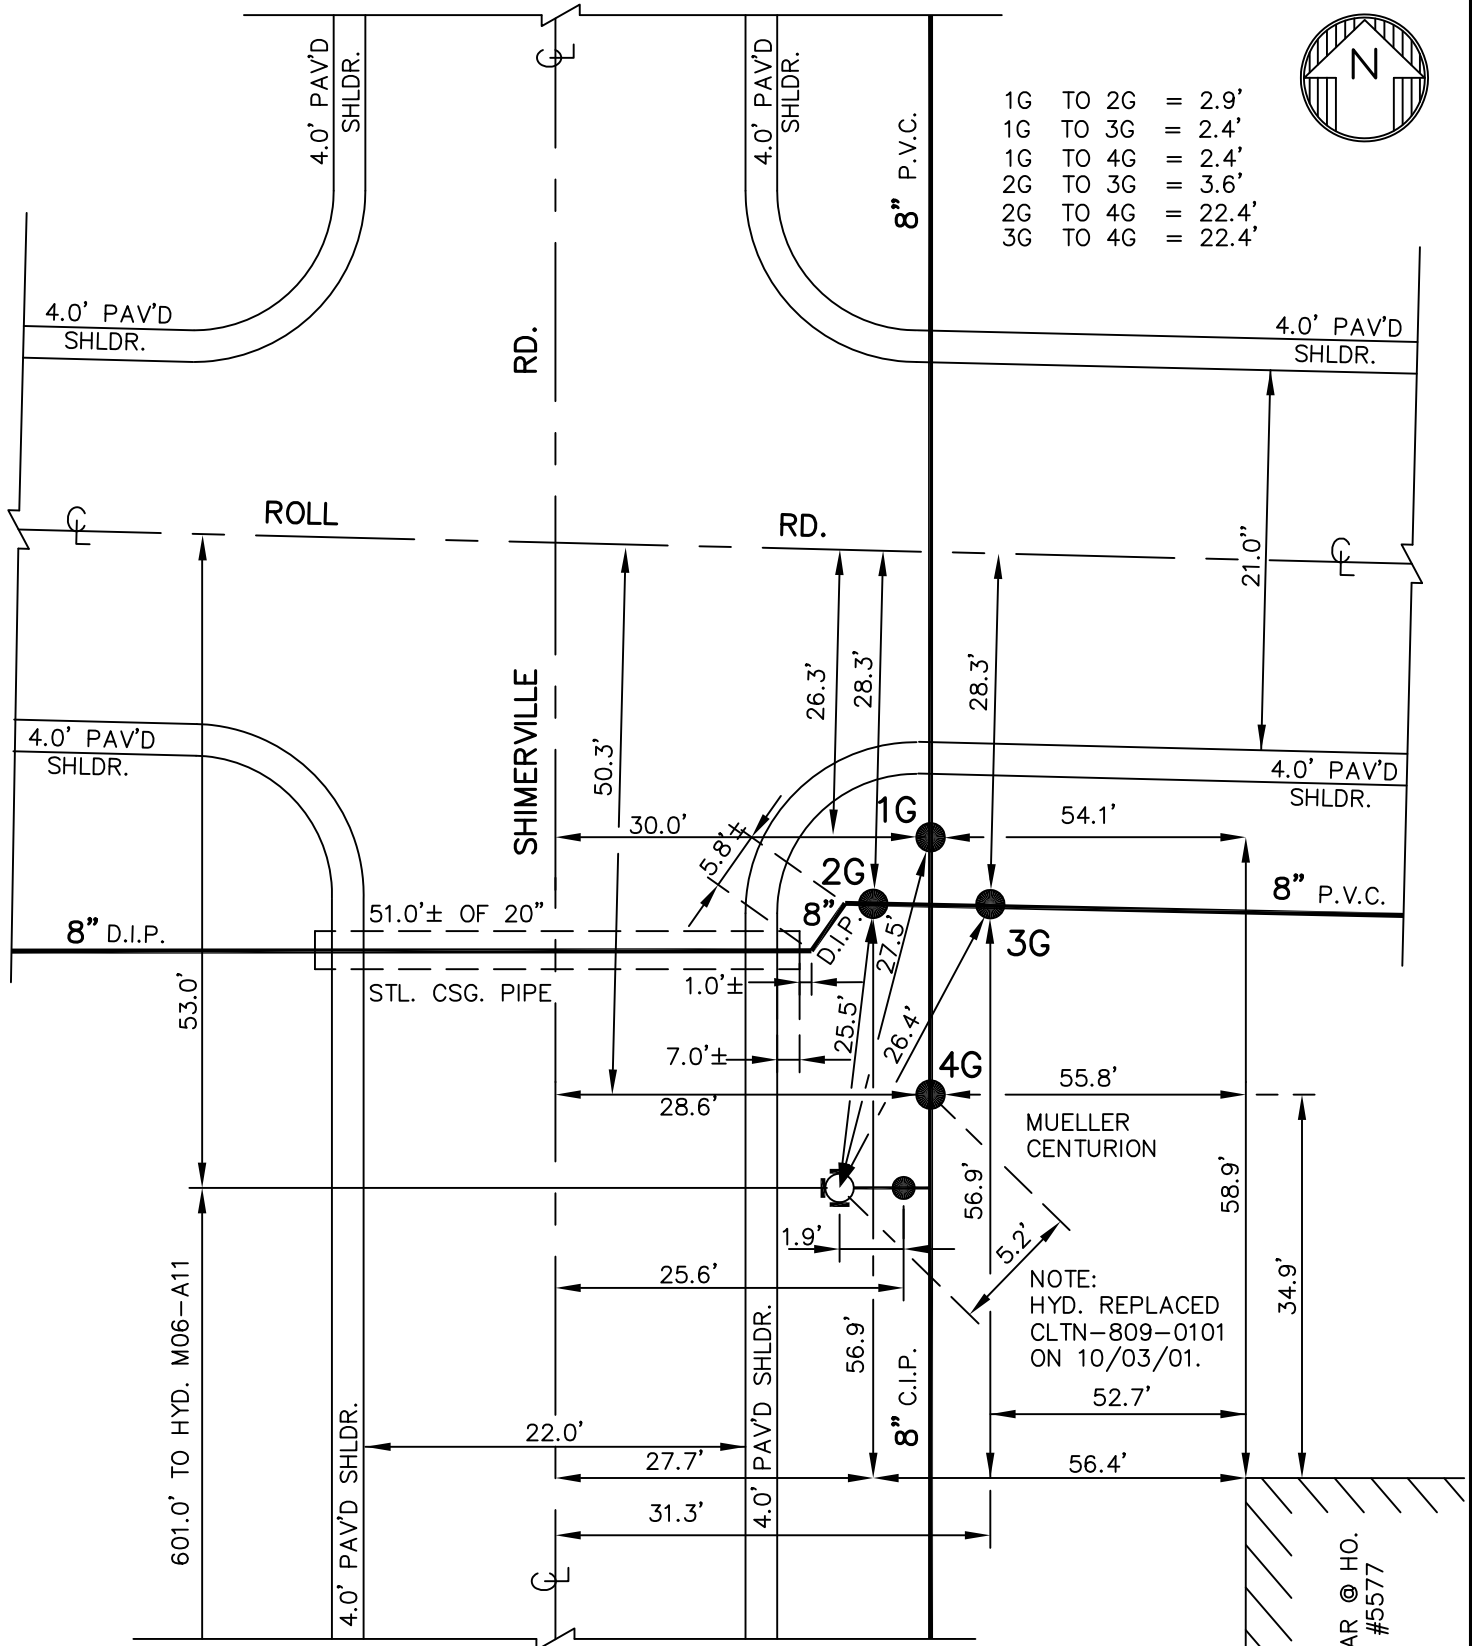 N
1G TO 2G = 2.9'
1G TO 3G = 2.4'
1G TO 4G = 2.4'
2G TO 3G = 3.6'
2G TO 4G = 22.4'
3G TO 4G = 22.4'
4.0' PAV'D
SHLDR.
4.0' PAV'D
SHLDR.
8" P.V.C.
4.0' PAV'D
SHLDR.
4.0' PAV'D
SHLDR.
RD.
ROLL
RD.
21.0"
26.3'
28.3'
28.3'
50.3'
SHIMERVILLE
4.0' PAV'D
SHLDR.
4.0' PAV'D
SHLDR.
30.0'
1G
54.1'
5.8'±
2G
8"
D.I.P.
8" P.V.C.
51.0'± OF 20"
8" D.I.P.
STL. CSG. PIPE
3G
27.5'
53.0'
1.0'±
25.5'
26.4'
7.0'±
4G
28.6'
55.8'
MUELLER
CENTURION
56.9'
58.9'
1.9'
5.2'
25.6'
34.9'
NOTE:
HYD. REPLACED
CLTN-809-0101
ON 10/03/01.
601.0' TO HYD. M06-A11
56.9'
8" C.I.P.
52.7'
4.0' PAV'D SHLDR.
4.0' PAV'D SHLDR.
22.0'
27.7'
56.4'
31.3'
AR @ HO.
#5577